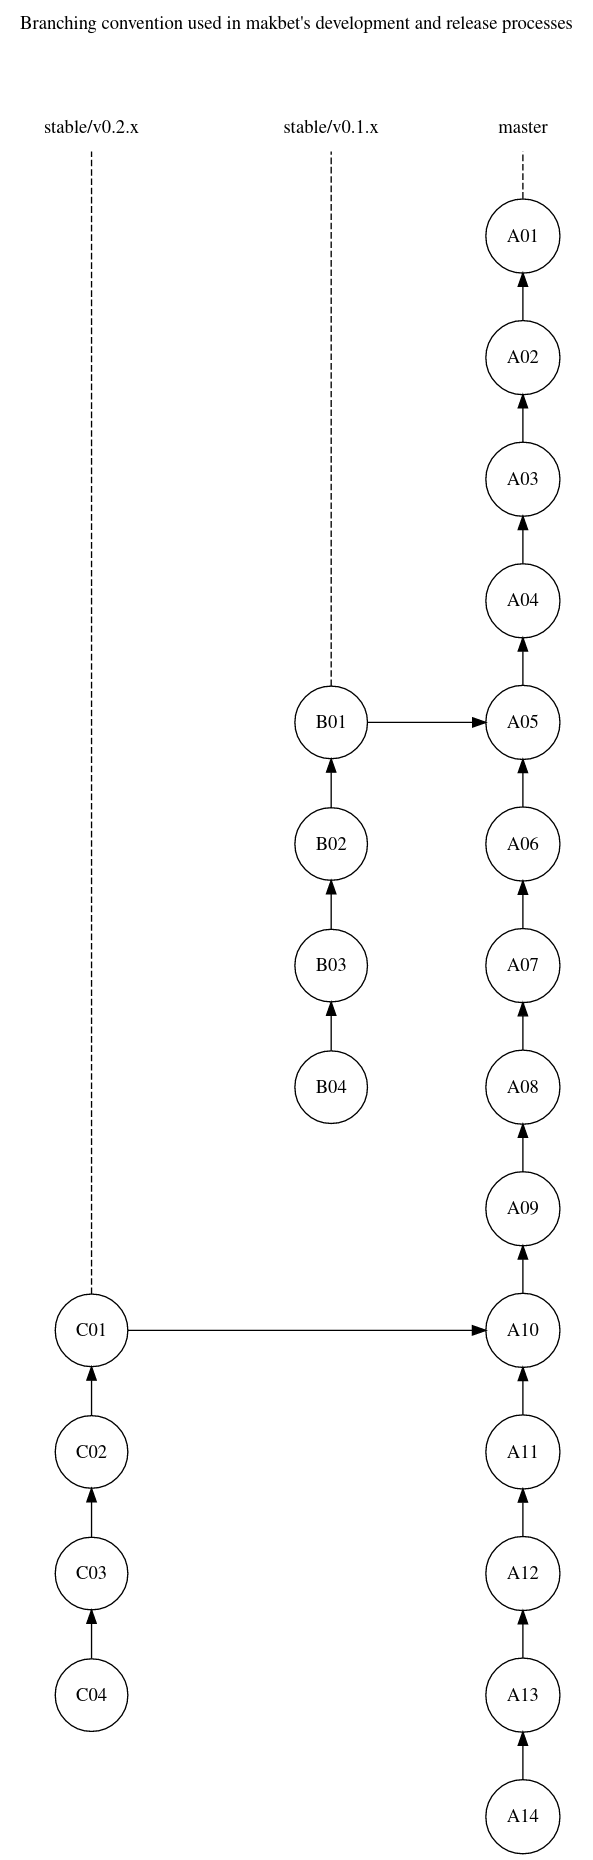 Branching convention used in makbet's development and release processes
stable/v0.2.x stable/v0.1.x master
A01
A02
A03
A04
B01 A05
B02 A06
B03 A07
B04 A08
A09
C01 A10
C02 A11
C03 A12
C04 A13
A14